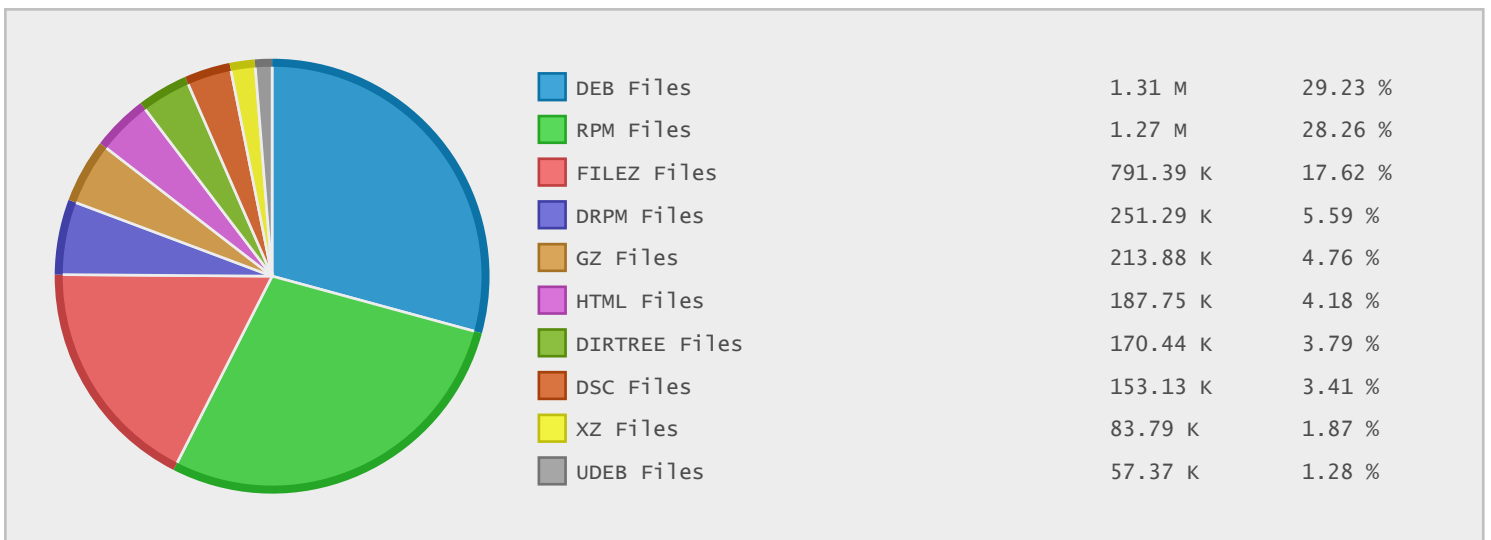 DEB Files 1.31 M 29.23 %
RPM Files 1.27 M 28.26 %
FILEZ Files 791.39 K 17.62 %
DRPM Files 251.29 K 5.59 %
GZ Files 213.88 K 4.76 %
HTML Files 187.75 K 4.18 %
DIRTREE Files 170.44 K 3.79 %
DSC Files 153.13 K 3.41 %
XZ Files 83.79 K 1.87 %
UDEB Files 57.37 K 1.28 %